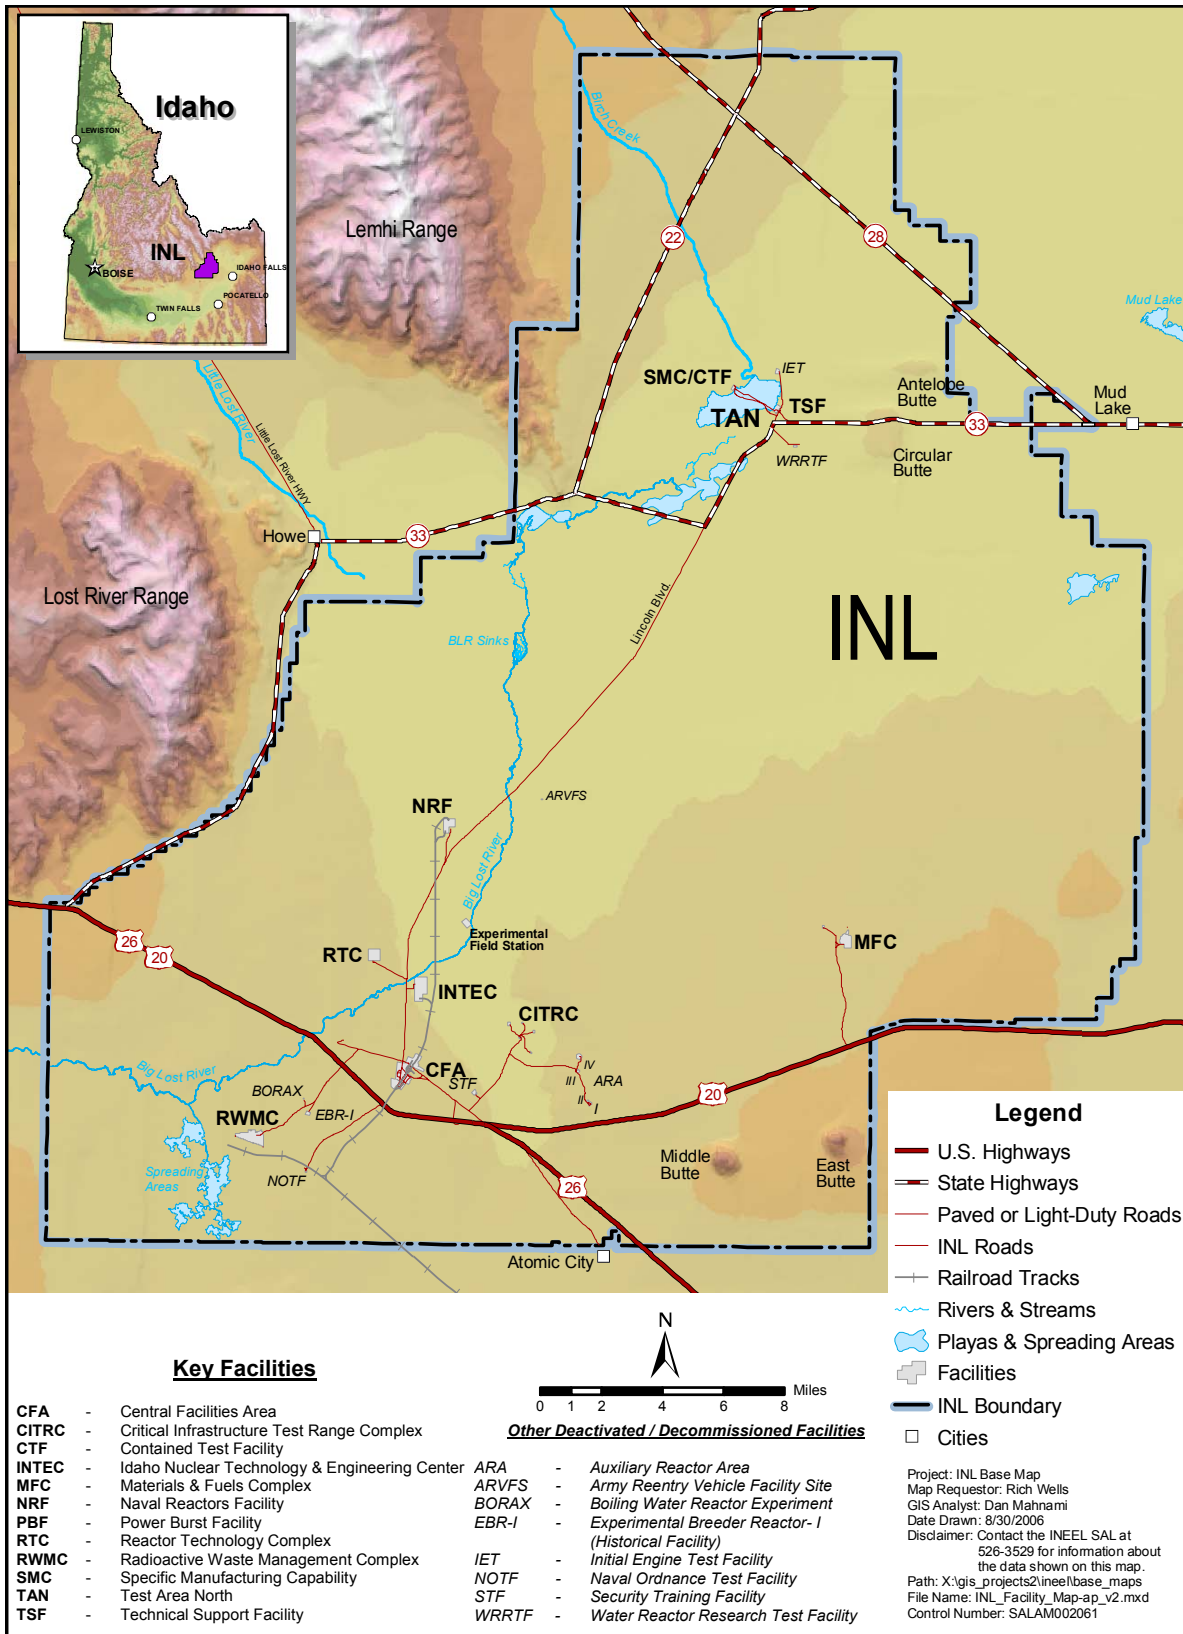 Idaho
LEWISTON
INL
BOISE
IDAHO FALLS
POCATELLO
TWIN FALLS
Birch Creek
Lemhi Range
22
28
Mud Lake
Little Lost River
Little Lost River HWY
SMC/CTF
IET
TAN
TSF
Antelope
Butte
Mud
Lake
33
WRRTF
Circular
Butte
Howe
33
Lost River Range
INL
BLR Sinks
Lincoln Blvd.
NRF
ARVFS
Big Lost River
Experimental
Field Station
26
20
RTC
MFC
INTEC
CITRC
Big Lost River
CFA
STF
IV
III
ARA
II
I
BORAX
EBR-I
20
RWMC
Spreading
Areas
NOTF
Middle
Butte
East
Butte
26
Atomic City
Legend
U.S. Highways
State Highways
Paved or Light-Duty Roads
INL Roads
Railroad Tracks
Rivers & Streams
Playas & Spreading Areas
Facilities
INL Boundary
Cities
N
Miles
0 1 2 4 6 8
Key Facilities
CFA - Central Facilities Area
CITRC - Critical Infrastructure Test Range Complex
CTF - Contained Test Facility
INTEC - Idaho Nuclear Technology & Engineering Center
MFC - Materials & Fuels Complex
NRF - Naval Reactors Facility
PBF - Power Burst Facility
RTC - Reactor Technology Complex
RWMC - Radioactive Waste Management Complex
SMC - Specific Manufacturing Capability
TAN - Test Area North
TSF - Technical Support Facility
Other Deactivated / Decommissioned Facilities
ARA - Auxiliary Reactor Area
ARVFS - Army Reentry Vehicle Facility Site
BORAX - Boiling Water Reactor Experiment
EBR-I - Experimental Breeder Reactor- I
(Historical Facility)
IET - Initial Engine Test Facility
NOTF - Naval Ordnance Test Facility
STF - Security Training Facility
WRRTF - Water Reactor Research Test Facility
Project: INL Base Map
Map Requestor: Rich Wells
GIS Analyst: Dan Mahnami
Date Drawn: 8/30/2006
Disclaimer: Contact the INEEL SAL at
526-3529 for information about
the data shown on this map.
Path: X:\gis_projects2\ineel\base_maps
File Name: INL_Facility_Map-ap_v2.mxd
Control Number: SALAM002061